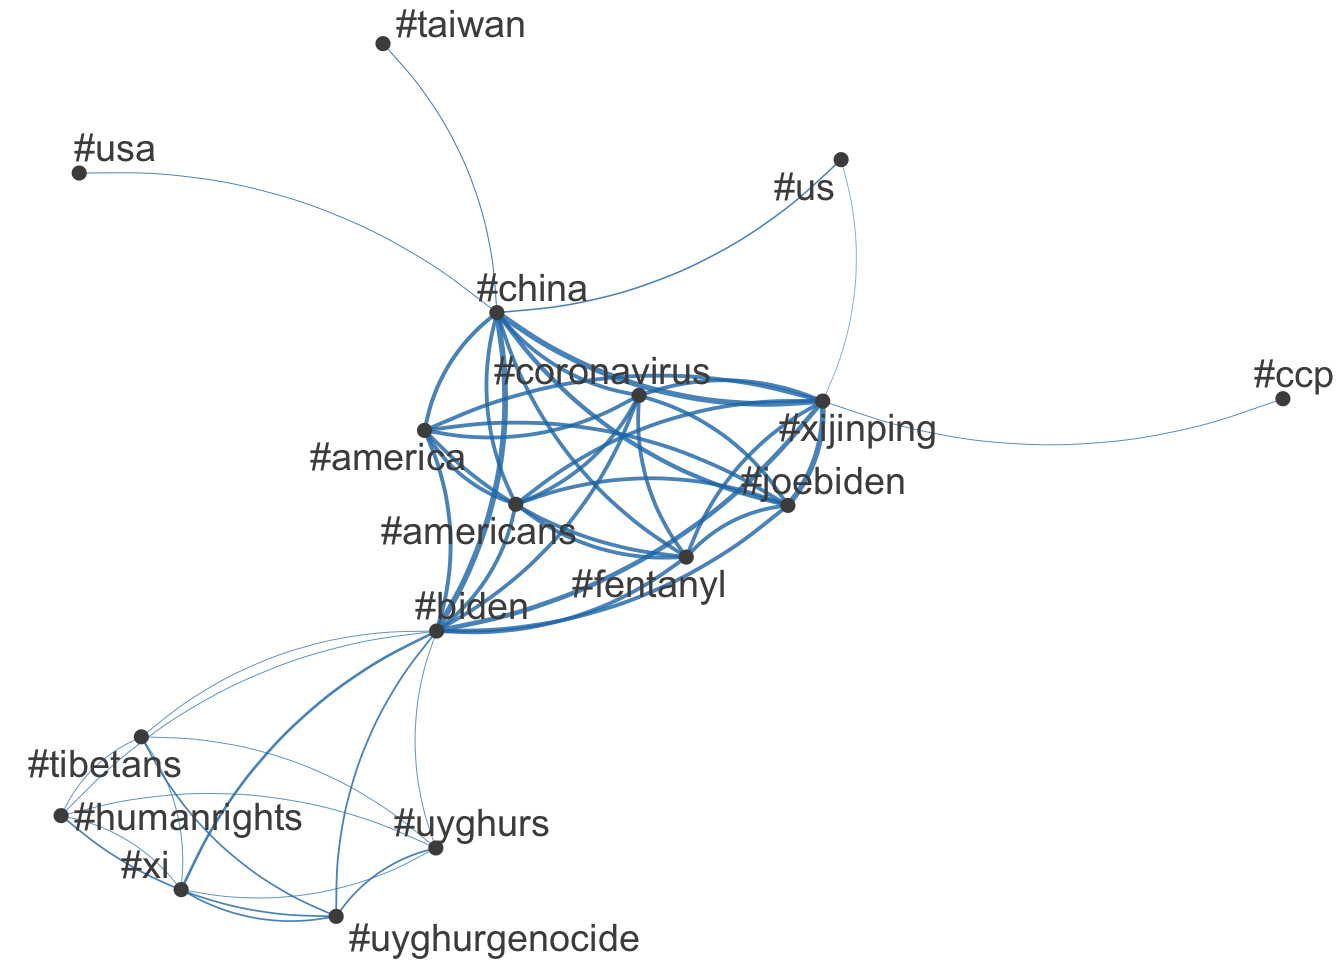 #taiwan
#usa
#us
#china
#coronavirus
#ccp
#xijinping
#america
#joebiden
#americans
#fentanyl
#biden
#tibetans
#humanrights
#uyghurs
#xi
#uyghurgenocide